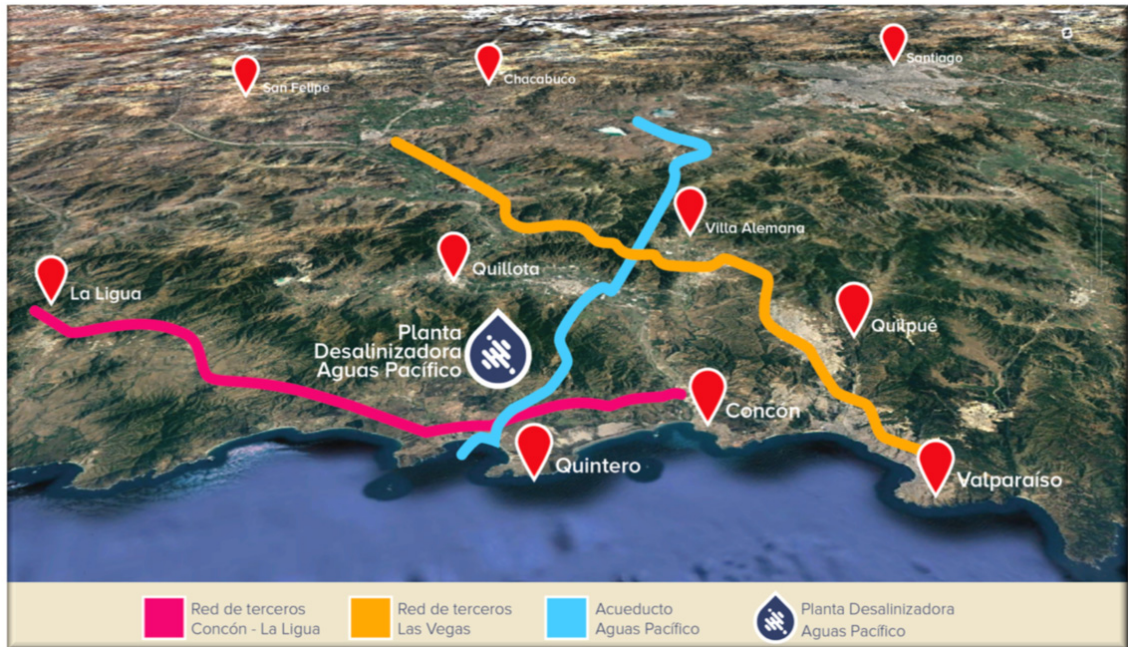 Santiago
Chacabuco
San Felipe
Villa Alemana
Quillota
La Ligua
Quilpué
Planta
Desalinizadora
Aguas Pacífico
Concón
Quintero
Valparaíso
Red de terceros
Concón - La Ligua
Red de terceros
Las Vegas
Acueducto
Aguas Pacífico
Planta Desalinizadora
Aguas Pacífico